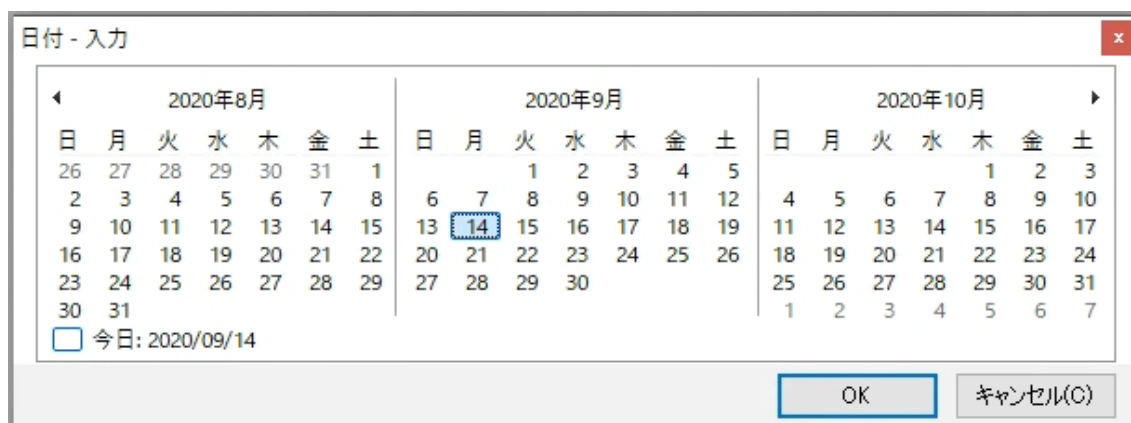 日付 - 入力
x
2020年8月 2020年9月 2020年10月
日 月 火 水 木 金 土 日 月 火 水 木 金 土 日 月 火 水 木 金 土
26 27 28 29 30 31 1 1 2 3 4 5 1 2 3
2 3 4 5 6 7 8 6 7 8 9 10 11 12 4 5 6 7 8 9 10
9 10 11 12 13 14 15 13 14 15 16 17 18 19 11 12 13 14 15 16 17
16 17 18 19 20 21 22 20 21 22 23 24 25 26 18 19 20 21 22 23 24
23 24 25 26 27 28 29 27 28 29 30 25 26 27 28 29 30 31
30 31 1 2 3 4 5 6 7
今日: 2020/09/14
OK キャンセル(C)